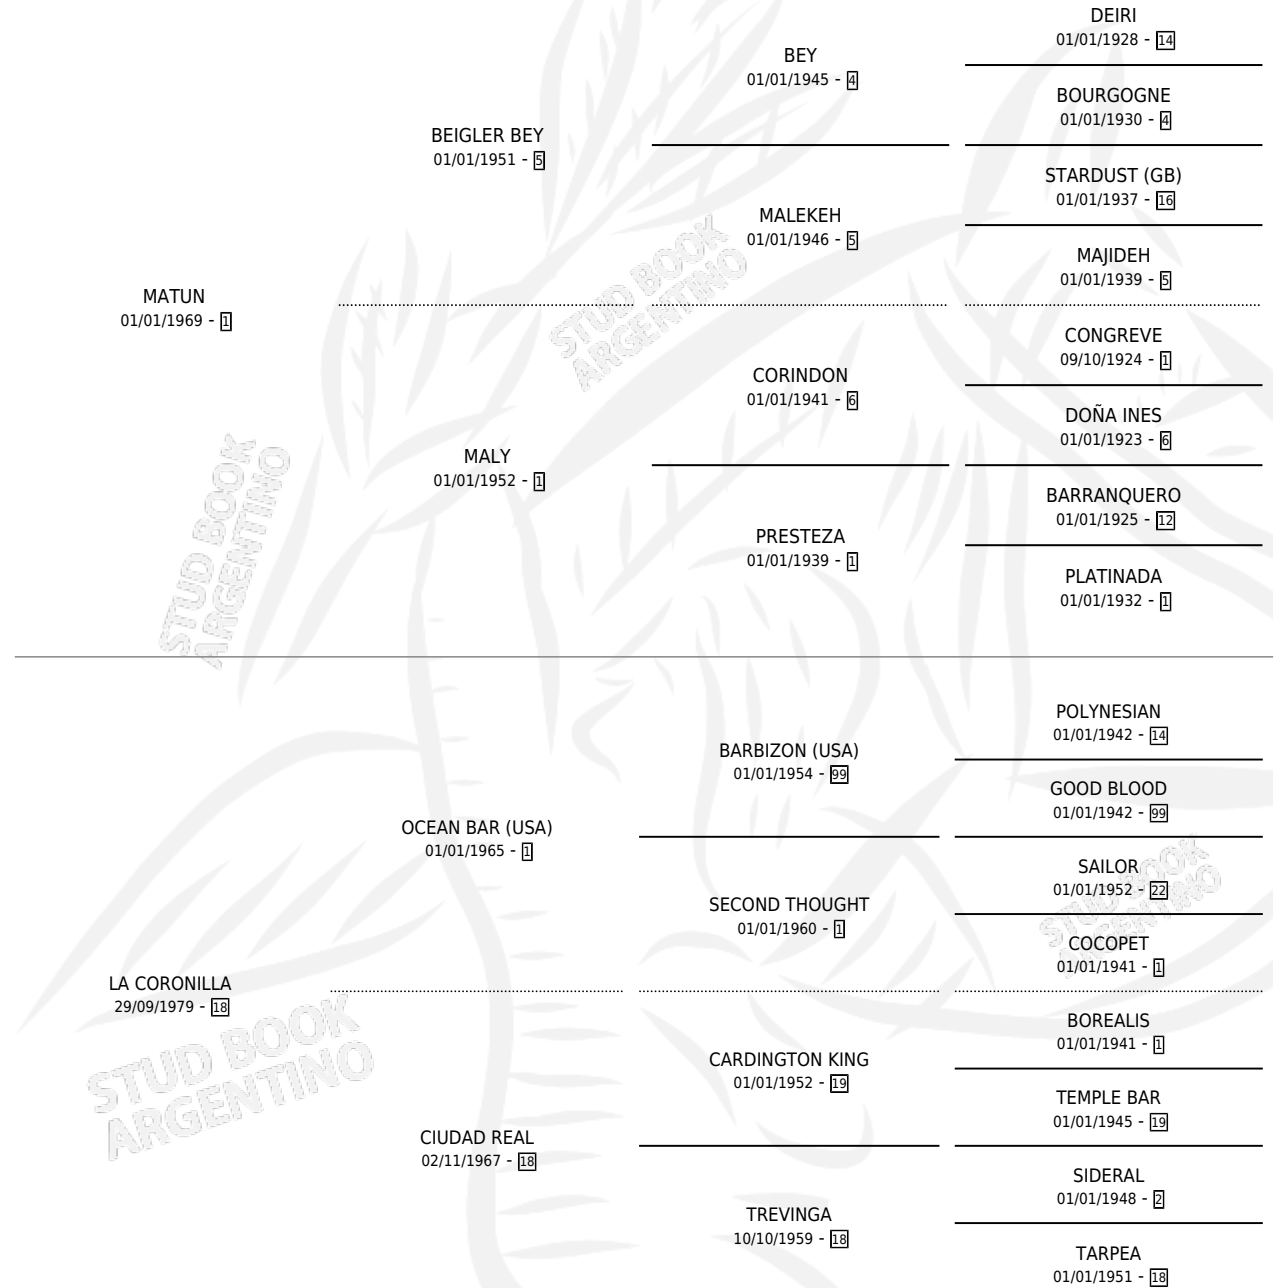 DEIRI
01/01/1928 - 14
BEY
01/01/1945 - 4
BOURGOGNE
01/01/1930 - 4
BEIGLER BEY
01/01/1951 - 5
STARDUST (GB)
01/01/1937 - 16
MALEKEH
01/01/1946 - 5
MAJIDEH
01/01/1939 - 5
MATUN
01/01/1969 - 1
CONGREVE
09/10/1924 - 1
CORINDON
01/01/1941 - 6
DOÑA INES
01/01/1923 - 6
MALY
01/01/1952 - 1
BARRANQUERO
01/01/1925 - 12
PRESTEZA
01/01/1939 - 1
PLATINADA
01/01/1932 - 1
POLYNESIAN
01/01/1942 - 14
BARBIZON (USA)
01/01/1954 - 99
GOOD BLOOD
01/01/1942 - 99
OCEAN BAR (USA)
01/01/1965 - 1
SAILOR
01/01/1952 - 22
SECOND THOUGHT
01/01/1960 - 1
COCOPET
01/01/1941 - 1
LA CORONILLA
29/09/1979 - 18
BOREALIS
01/01/1941 - 1
CARDINGTON KING
01/01/1952 - 19
TEMPLE BAR
01/01/1945 - 19
CIUDAD REAL
02/11/1967 - 18
SIDERAL
01/01/1948 - 2
TREVINGA
10/10/1959 - 18
TARPEA
01/01/1951 - 18
STUD BOOK
ARGENTINO
STUD BOOK
ARGENTINO
STUD BOOK
ARGENTINO
STUD BOOK
ARGENTINO